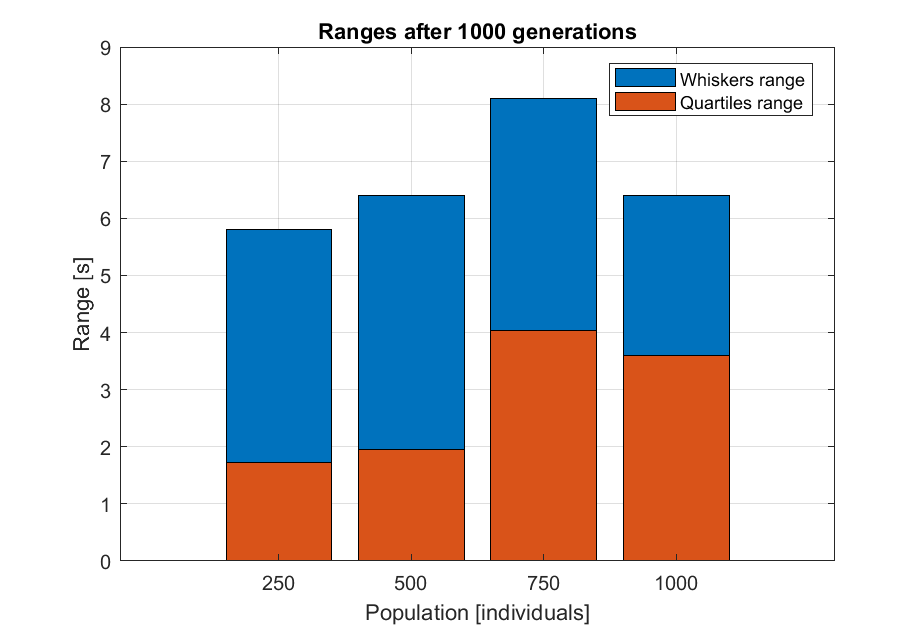 Ranges after 1000 generations
Whiskers range
Quartiles range
9
8
7
6
5
4
3
2
1
0
Range [s]
250 500 750 1000
Population [individuals]